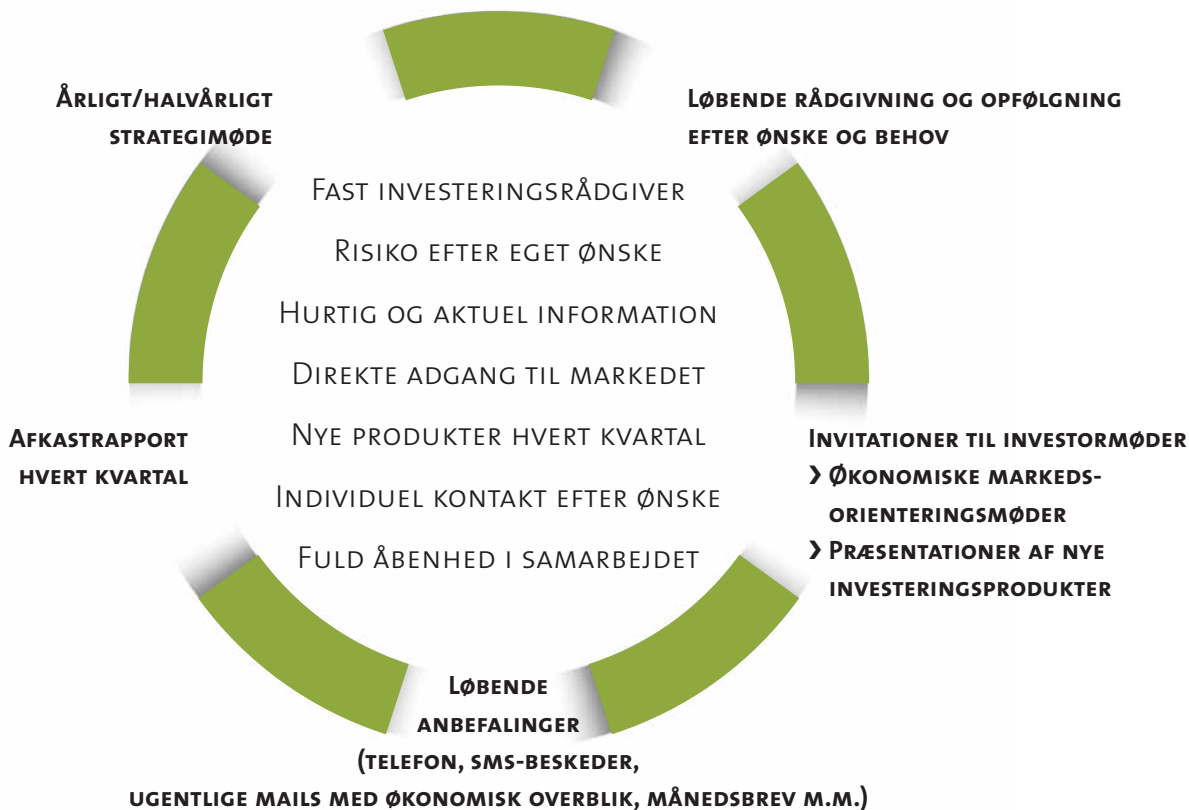 Årligt/halvårligt
strategimøde
Løbende rådgivning og opfølgning
efter ønske og behov
Fast investeringsrådgiver
Risiko efter eget ønske
Hurtig og aktuel information
Direkte adgang til markedet
Nye produkter hvert kvartal
Individuel kontakt efter ønske
Fuld åbenhed i samarbejdet
Afkastrapport
hvert kvartal
Invitationer til investormøder
❯ Økonomiske markeds-
orienteringsmøder
❯ Præsentationer af nye
investeringsprodukter
Løbende
anbefalinger
(telefon, sms-beskeder,
ugentlige mails med økonomisk overblik, månedsbrev m.m.)